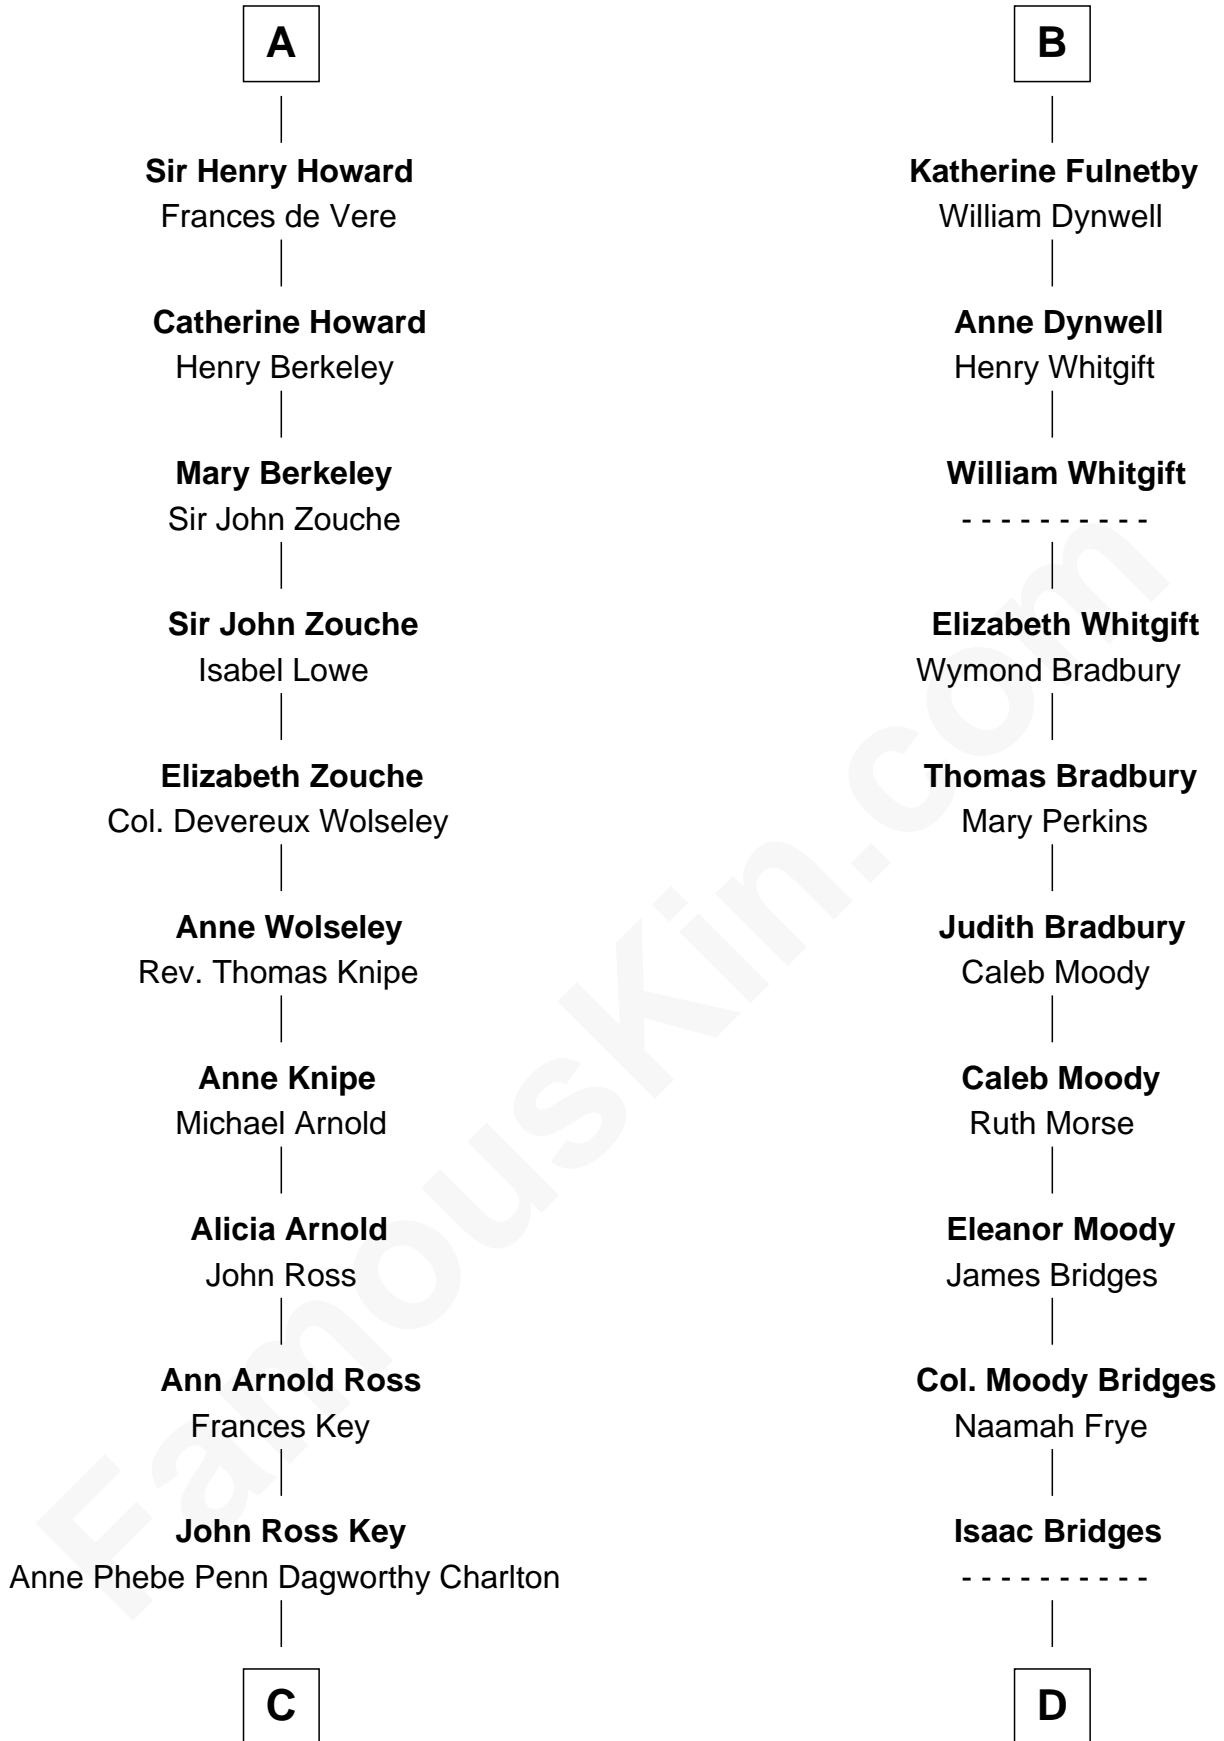 A
Sir Henry Howard
Frances de Vere
Catherine Howard
Henry Berkeley
Mary Berkeley
Sir John Zouche
Sir John Zouche
Isabel Lowe
Elizabeth Zouche
Col. Devereux Wolseley
Anne Wolseley
Rev. Thomas Knipe
Anne Knipe
Michael Arnold
Alicia Arnold
John Ross
Ann Arnold Ross
Frances Key
John Ross Key
Anne Phebe Penn Dagworthy Charlton
C
B
Katherine Fulnetby
William Dynwell
Anne Dynwell
Henry Whitgift
William Whitgift
- - - - - - - - - -
Elizabeth Whitgift
Wymond Bradbury
Thomas Bradbury
Mary Perkins
Judith Bradbury
Caleb Moody
Caleb Moody
Ruth Morse
Eleanor Moody
James Bridges
Col. Moody Bridges
Naamah Frye
Isaac Bridges
- - - - - - - - - -
D
FamousKin.com